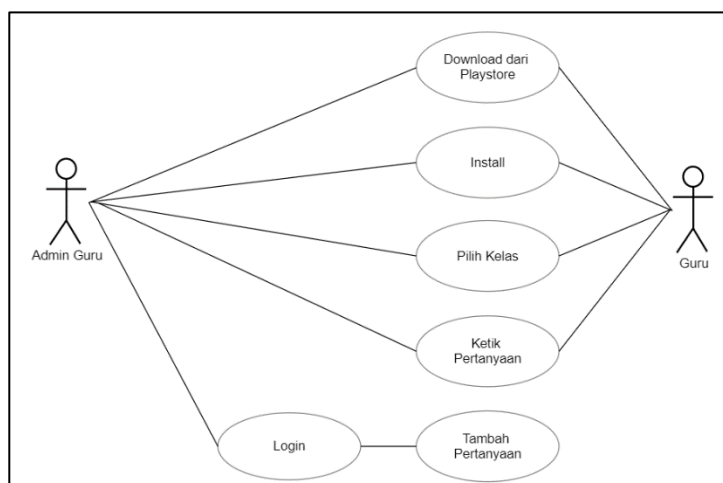 Download dari
Playstore
Install
Admin Guru
Guru
Pilih Kelas
Ketik
Pertanyaan
Login
Tambah
Pertanyaan